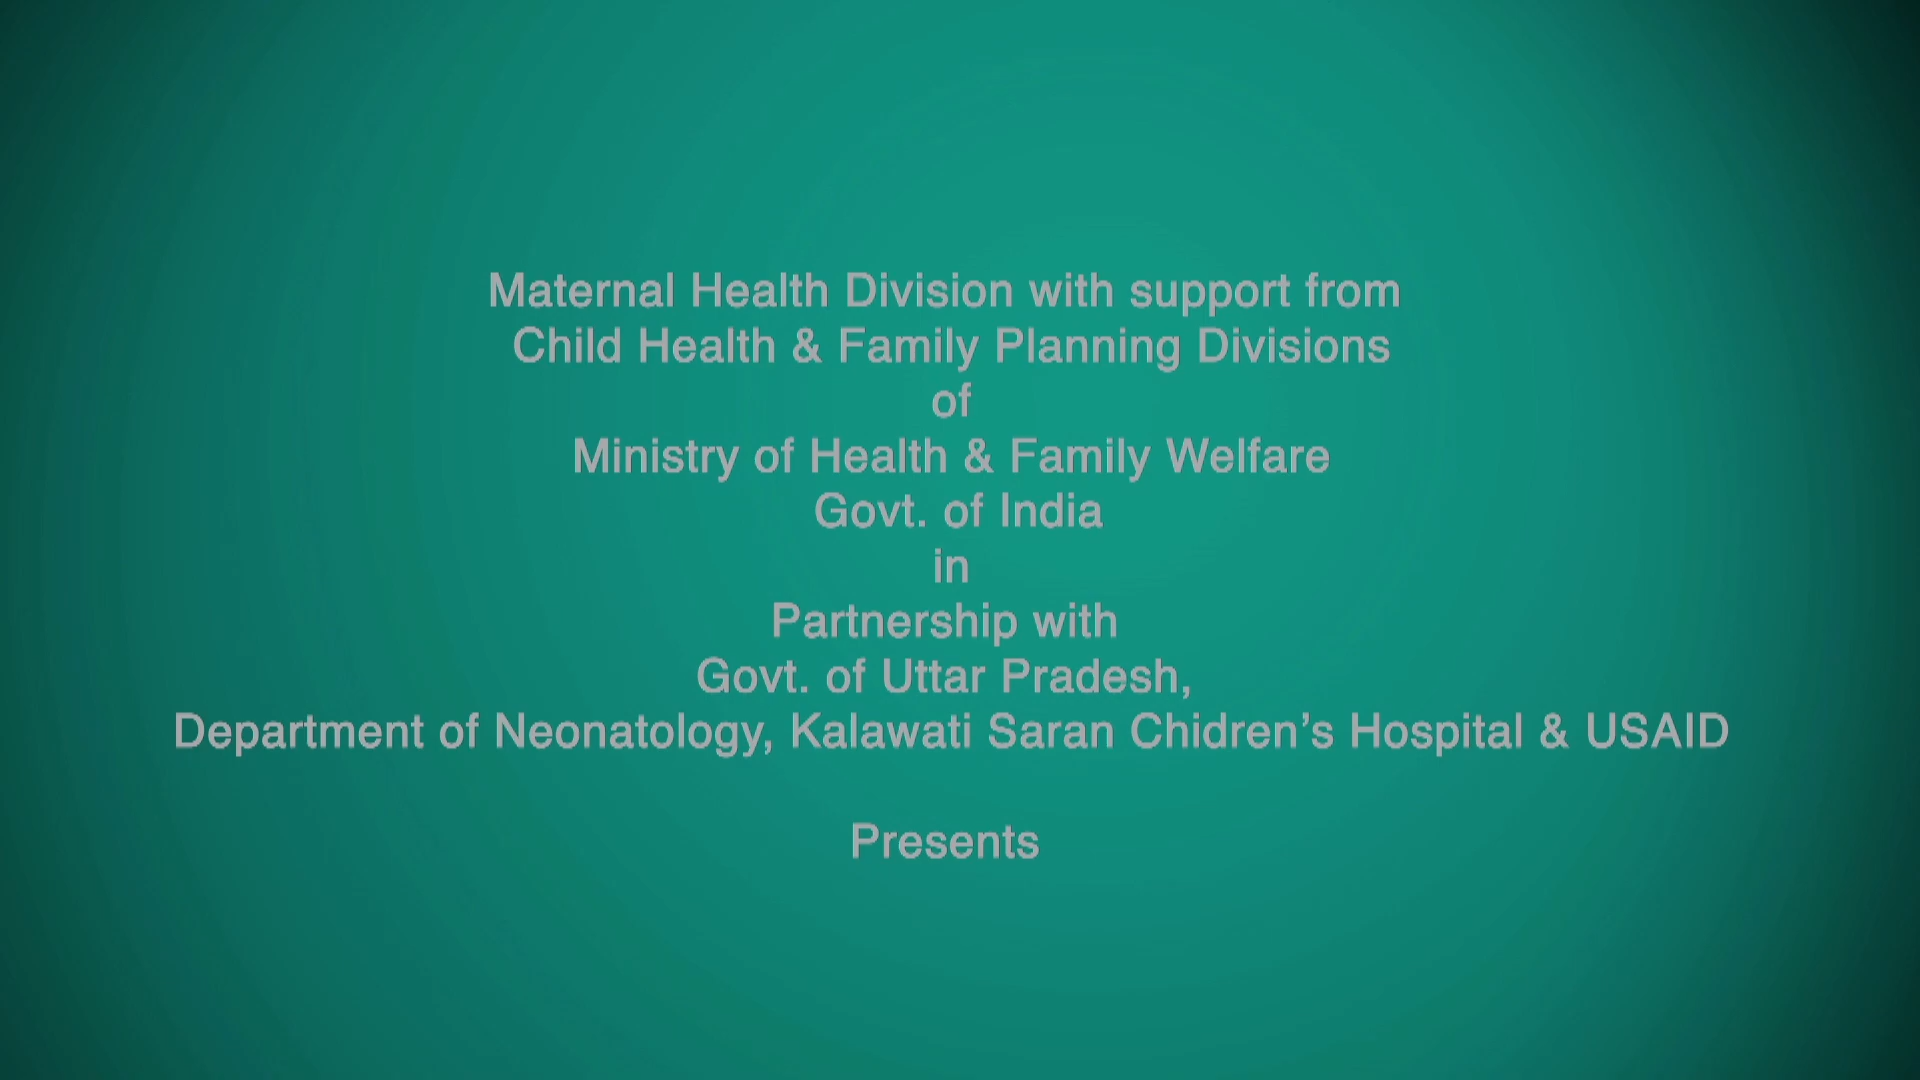 Maternal Health Division with support from
Child Health & Family Planning Divisions
of
Ministry of Health & Family Welfare
Govt. of India
in
Partnership with
Govt. of Uttar Pradesh,
Department of Neonatology, Kalawati Saran Chidren’s Hospital & USAID
Presents